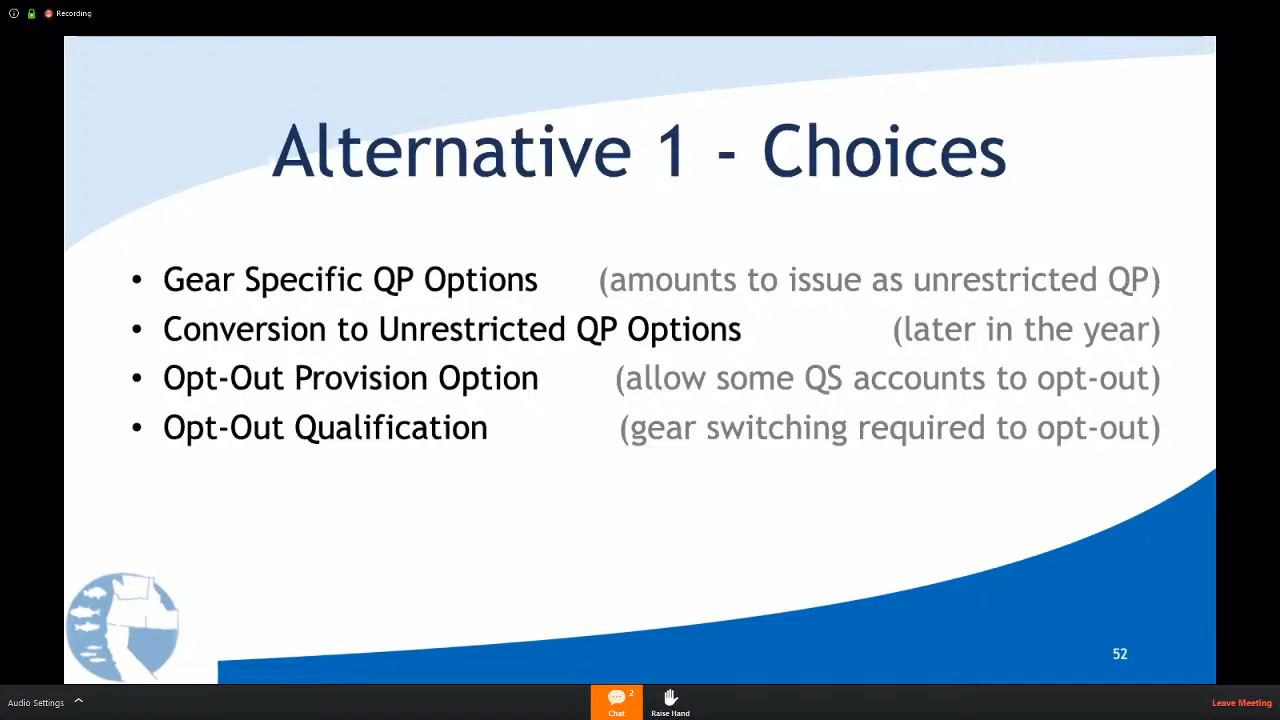 Recording
Alternative 1 - Choices
• Gear Specific QP Options (amounts to issue as unrestricted QP)
• Conversion to Unrestricted QP Options (later in the year)
• Opt-Out Provision Option (allow some QS accounts to opt-out)
• Opt-Out Qualification (gear switching required to opt-out)
52
Audio Settings
2
Chat
Raise Hand
Leave Meeting